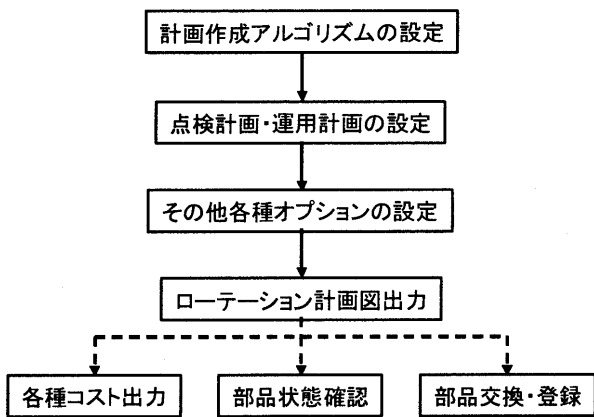 計画作成アルゴリズムの設定
点検計画・運用計画の設定
その他各種オプションの設定
ローテーション計画図出力
各種コスト出力
部品状態確認
部品交換・登録